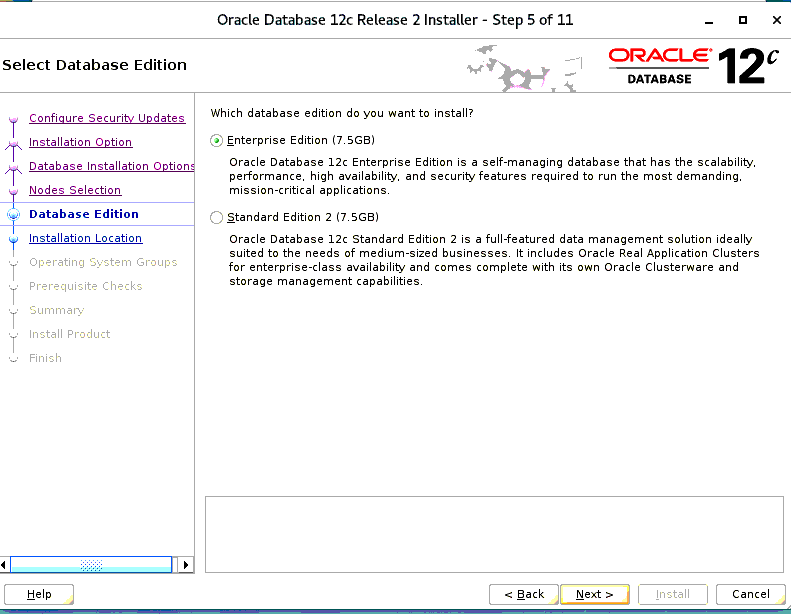 Oracle Database 12c Release 2 Installer - Step 5 of 11
Select Database Edition
ORACLE
DATABASE
12c
Configure Security Updates
Installation Option
Database Installation Options
Nodes Selection
Database Edition
Installation Location
Operating System Groups
Prerequisite Checks
Summary
Install Product
Finish
Which database edition do you want to install?
Enterprise Edition (7.5GB)
Oracle Database 12c Enterprise Edition is a self-managing database that has the scalability,
performance, high availability, and security features required to run the most demanding,
mission-critical applications.
Standard Edition 2 (7.5GB)
Oracle Database 12c Standard Edition 2 is a full-featured data management solution ideally
suited to the needs of medium-sized businesses. It includes Oracle Real Application Clusters
for enterprise-class availability and comes complete with its own Oracle Clusterware and
storage management capabilities.
Help
< Back
Next >
Install
Cancel